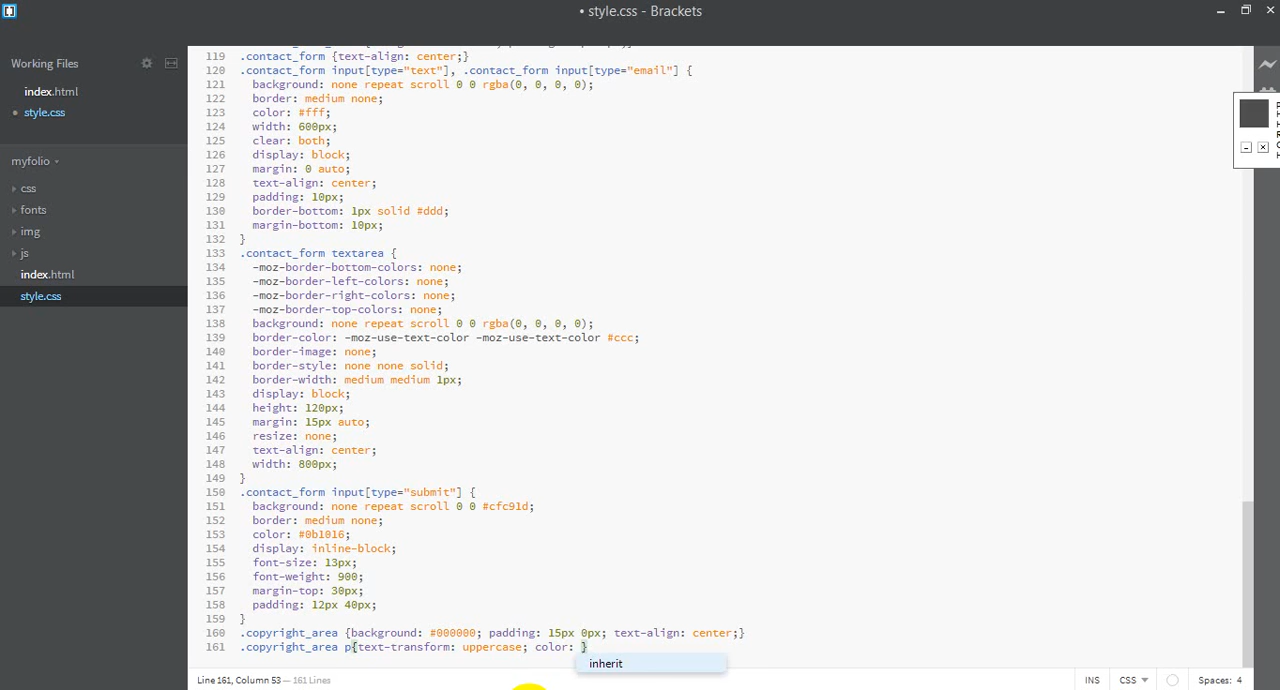 • style.css - Brackets
Working Files
index.html
style.css
myfolio
css
fonts
img
js
index.html
style.css
119 .contact_form {text-align: center;}
120 .contact_form input[type="text"], .contact_form input[type="email"] {
121 background: none repeat scroll 0 0 rgba(0, 0, 0, 0);
122 border: medium none;
123 color: #fff;
124 width: 600px;
125 clear: both;
126 display: block;
127 margin: 0 auto;
128 text-align: center;
129 padding: 10px;
130 border-bottom: 1px solid #ddd;
131 margin-bottom: 10px;
132 }
133 .contact_form textarea {
134 -moz-border-bottom-colors: none;
135 -moz-border-left-colors: none;
136 -moz-border-right-colors: none;
137 -moz-border-top-colors: none;
138 background: none repeat scroll 0 0 rgba(0, 0, 0, 0);
139 border-color: -moz-use-text-color -moz-use-text-color #ccc;
140 border-image: none;
141 border-style: none none solid;
142 border-width: medium medium 1px;
143 display: block;
144 height: 120px;
145 margin: 15px auto;
146 resize: none;
147 text-align: center;
148 width: 800px;
149 }
150 .contact_form input[type="submit"] {
151 background: none repeat scroll 0 0 #cfc91d;
152 border: medium none;
153 color: #0b1016;
154 display: inline-block;
155 font-size: 13px;
156 font-weight: 900;
157 margin-top: 30px;
158 padding: 12px 40px;
159 }
160 .copyright_area {background: #000000; padding: 15px 0px; text-align: center;}
161 .copyright_area p{text-transform: uppercase; color: }
inherit
Line 161, Column 53 — 161 Lines
INS
CSS
Spaces: 4